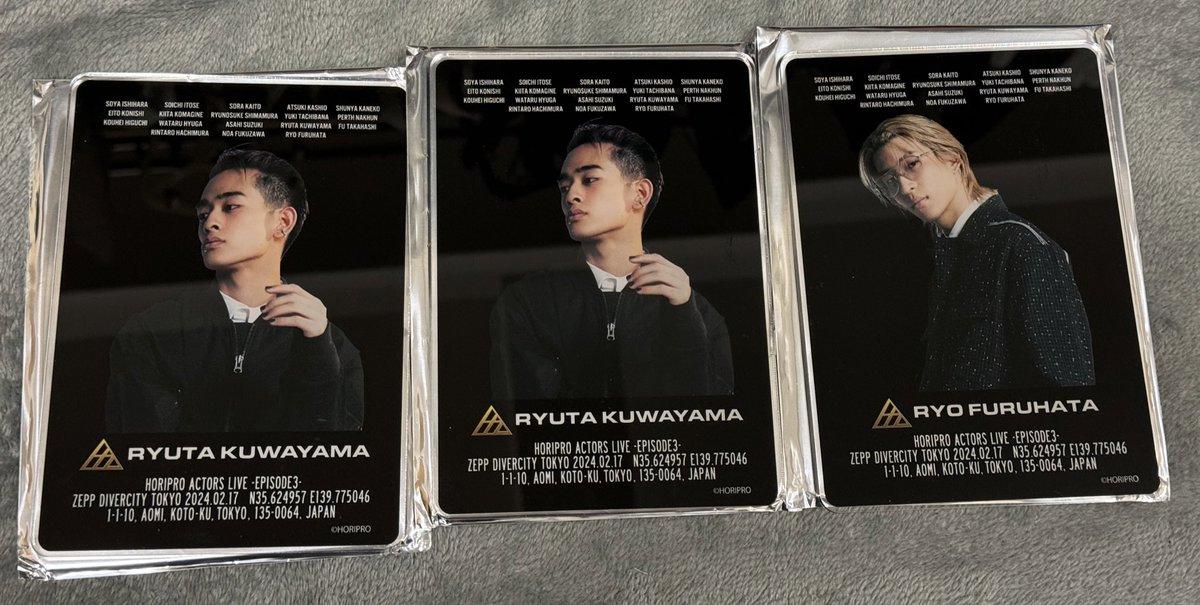 SOYA ISHIHARA SOICHI ITOSE SORA KAITO ATSUKI KASHIO SHUNYA KANEKO
EITO KONISHI KIITA KOMAGINE RYUNOSUKE SHIMAMURA YUKI TACHIBANA PERTH NAKHUN
KOUHEI HIGUCHI WATARU HYUGA ASAHI SUZUKI RYUTA KUWAYAMA FU TAKAHASHI
RINTARO HACHIMURA NOA FUKUZAWA RYO FURUHATA
RYUTA KUWAYAMA
HORIPRO ACTORS LIVE -EPISODE3-
ZEPP DIVERCITY TOKYO 2024.02.17 N35.624957 E139.775046
1-1-10, AOMI, KOTO-KU, TOKYO, 135-0064, JAPAN
©HORIPRO
SOYA ISHIHARA SOICHI ITOSE SORA KAITO ATSUKI KASHIO SHUNYA KANEKO
EITO KONISHI KIITA KOMAGINE RYUNOSUKE SHIMAMURA YUKI TACHIBANA PERTH NAKHUN
KOUHEI HIGUCHI WATARU HYUGA ASAHI SUZUKI RYUTA KUWAYAMA FU TAKAHASHI
RINTARO HACHIMURA NOA FUKUZAWA RYO FURUHATA
RYUTA KUWAYAMA
HORIPRO ACTORS LIVE -EPISODE3-
ZEPP DIVERCITY TOKYO 2024.02.17 N35.624957 E139.775046
1-1-10, AOMI, KOTO-KU, TOKYO, 135-0064, JAPAN
©HORIPRO
SOYA ISHIHARA SOICHI ITOSE SORA KAITO ATSUKI KASHIO SHUNYA KANEKO
EITO KONISHI KIITA KOMAGINE RYUNOSUKE SHIMAMURA YUKI TACHIBANA PERTH NAKHUN
KOUHEI HIGUCHI WATARU HYUGA ASAHI SUZUKI RYUTA KUWAYAMA FU TAKAHASHI
RINTARO HACHIMURA NOA FUKUZAWA RYO FURUHATA
RYO FURUHATA
HORIPRO ACTORS LIVE -EPISODE3-
ZEPP DIVERCITY TOKYO 2024.02.17 N35.624957 E139.775046
1-1-10, AOMI, KOTO-KU, TOKYO, 135-0064, JAPAN
©HORIPRO